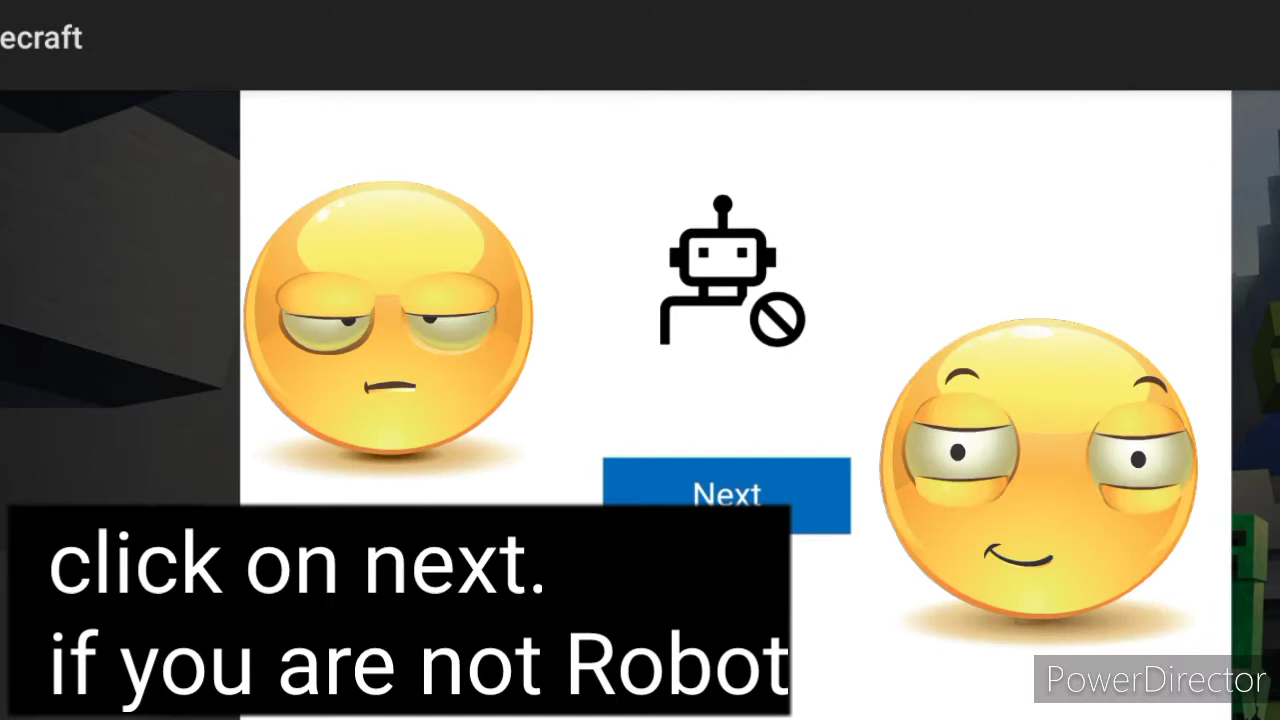 ecraft
Next
click on next.
if you are not Robot
PowerDirector